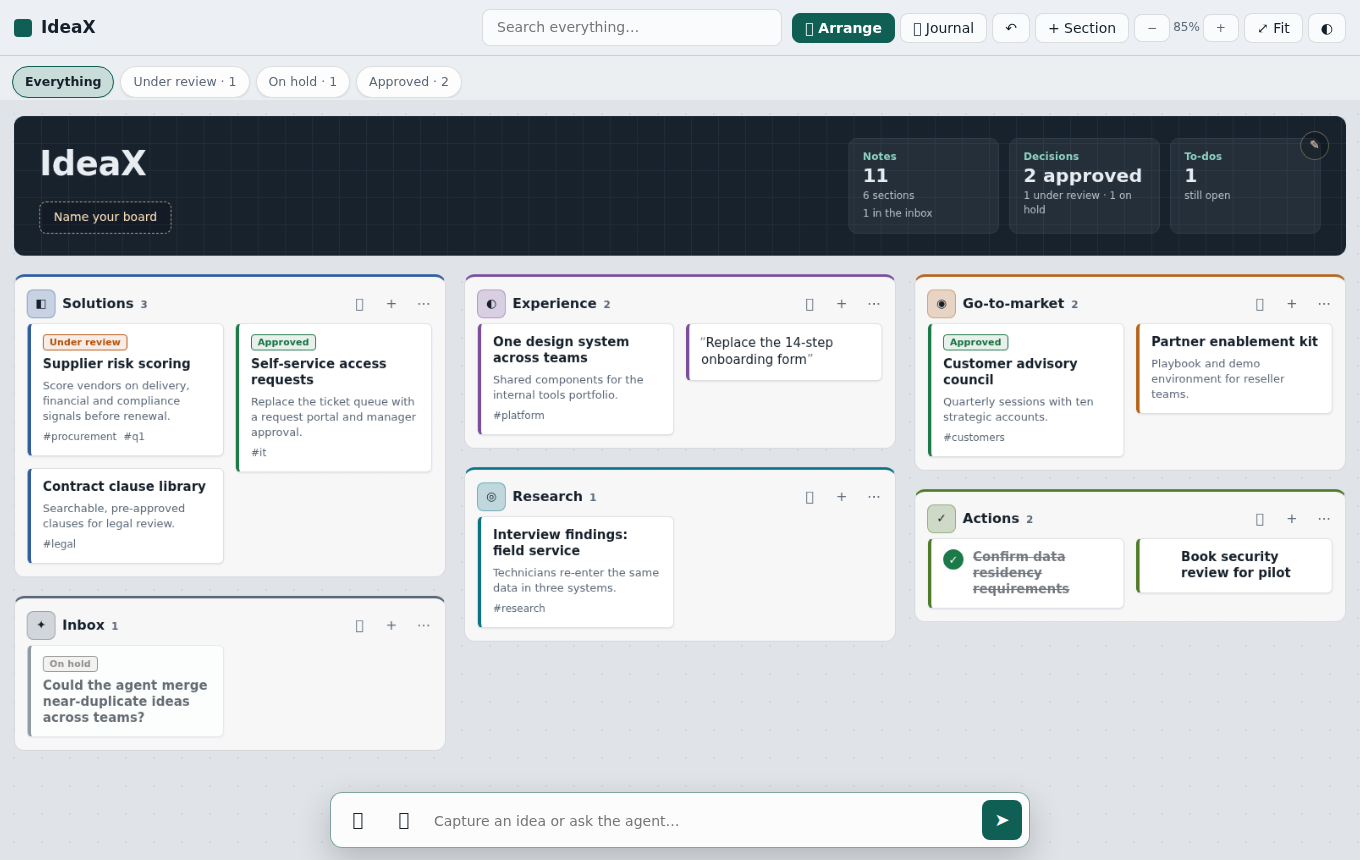 IdeaX
Search everything...
Arrange
Journal
+ Section
− 85% +
Fit
Everything
Under review · 1
On hold · 1
Approved · 2
IdeaX
Name your board
Notes
11
6 sections
1 in the inbox
Decisions
2 approved
1 under review · 1 on
hold
To-dos
1
still open
Solutions 3
Under review
Supplier risk scoring
Score vendors on delivery,
financial and compliance
signals before renewal.
#procurement #q1
Approved
Self-service access
requests
Replace the ticket queue with
a request portal and manager
approval.
#it
Contract clause library
Searchable, pre-approved
clauses for legal review.
#legal
Inbox 1
On hold
Could the agent merge
near-duplicate ideas
across teams?
Experience 2
One design system
across teams
Shared components for the
internal tools portfolio.
#platform
"Replace the 14-step
onboarding form"
Research 1
Interview findings:
field service
Technicians re-enter the same
data in three systems.
#research
Go-to-market 2
Approved
Customer advisory
council
Quarterly sessions with ten
strategic accounts.
#customers
Partner enablement kit
Playbook and demo
environment for reseller
teams.
Actions 2
Confirm data
residency
requirements
Book security
review for pilot
Capture an idea or ask the agent...